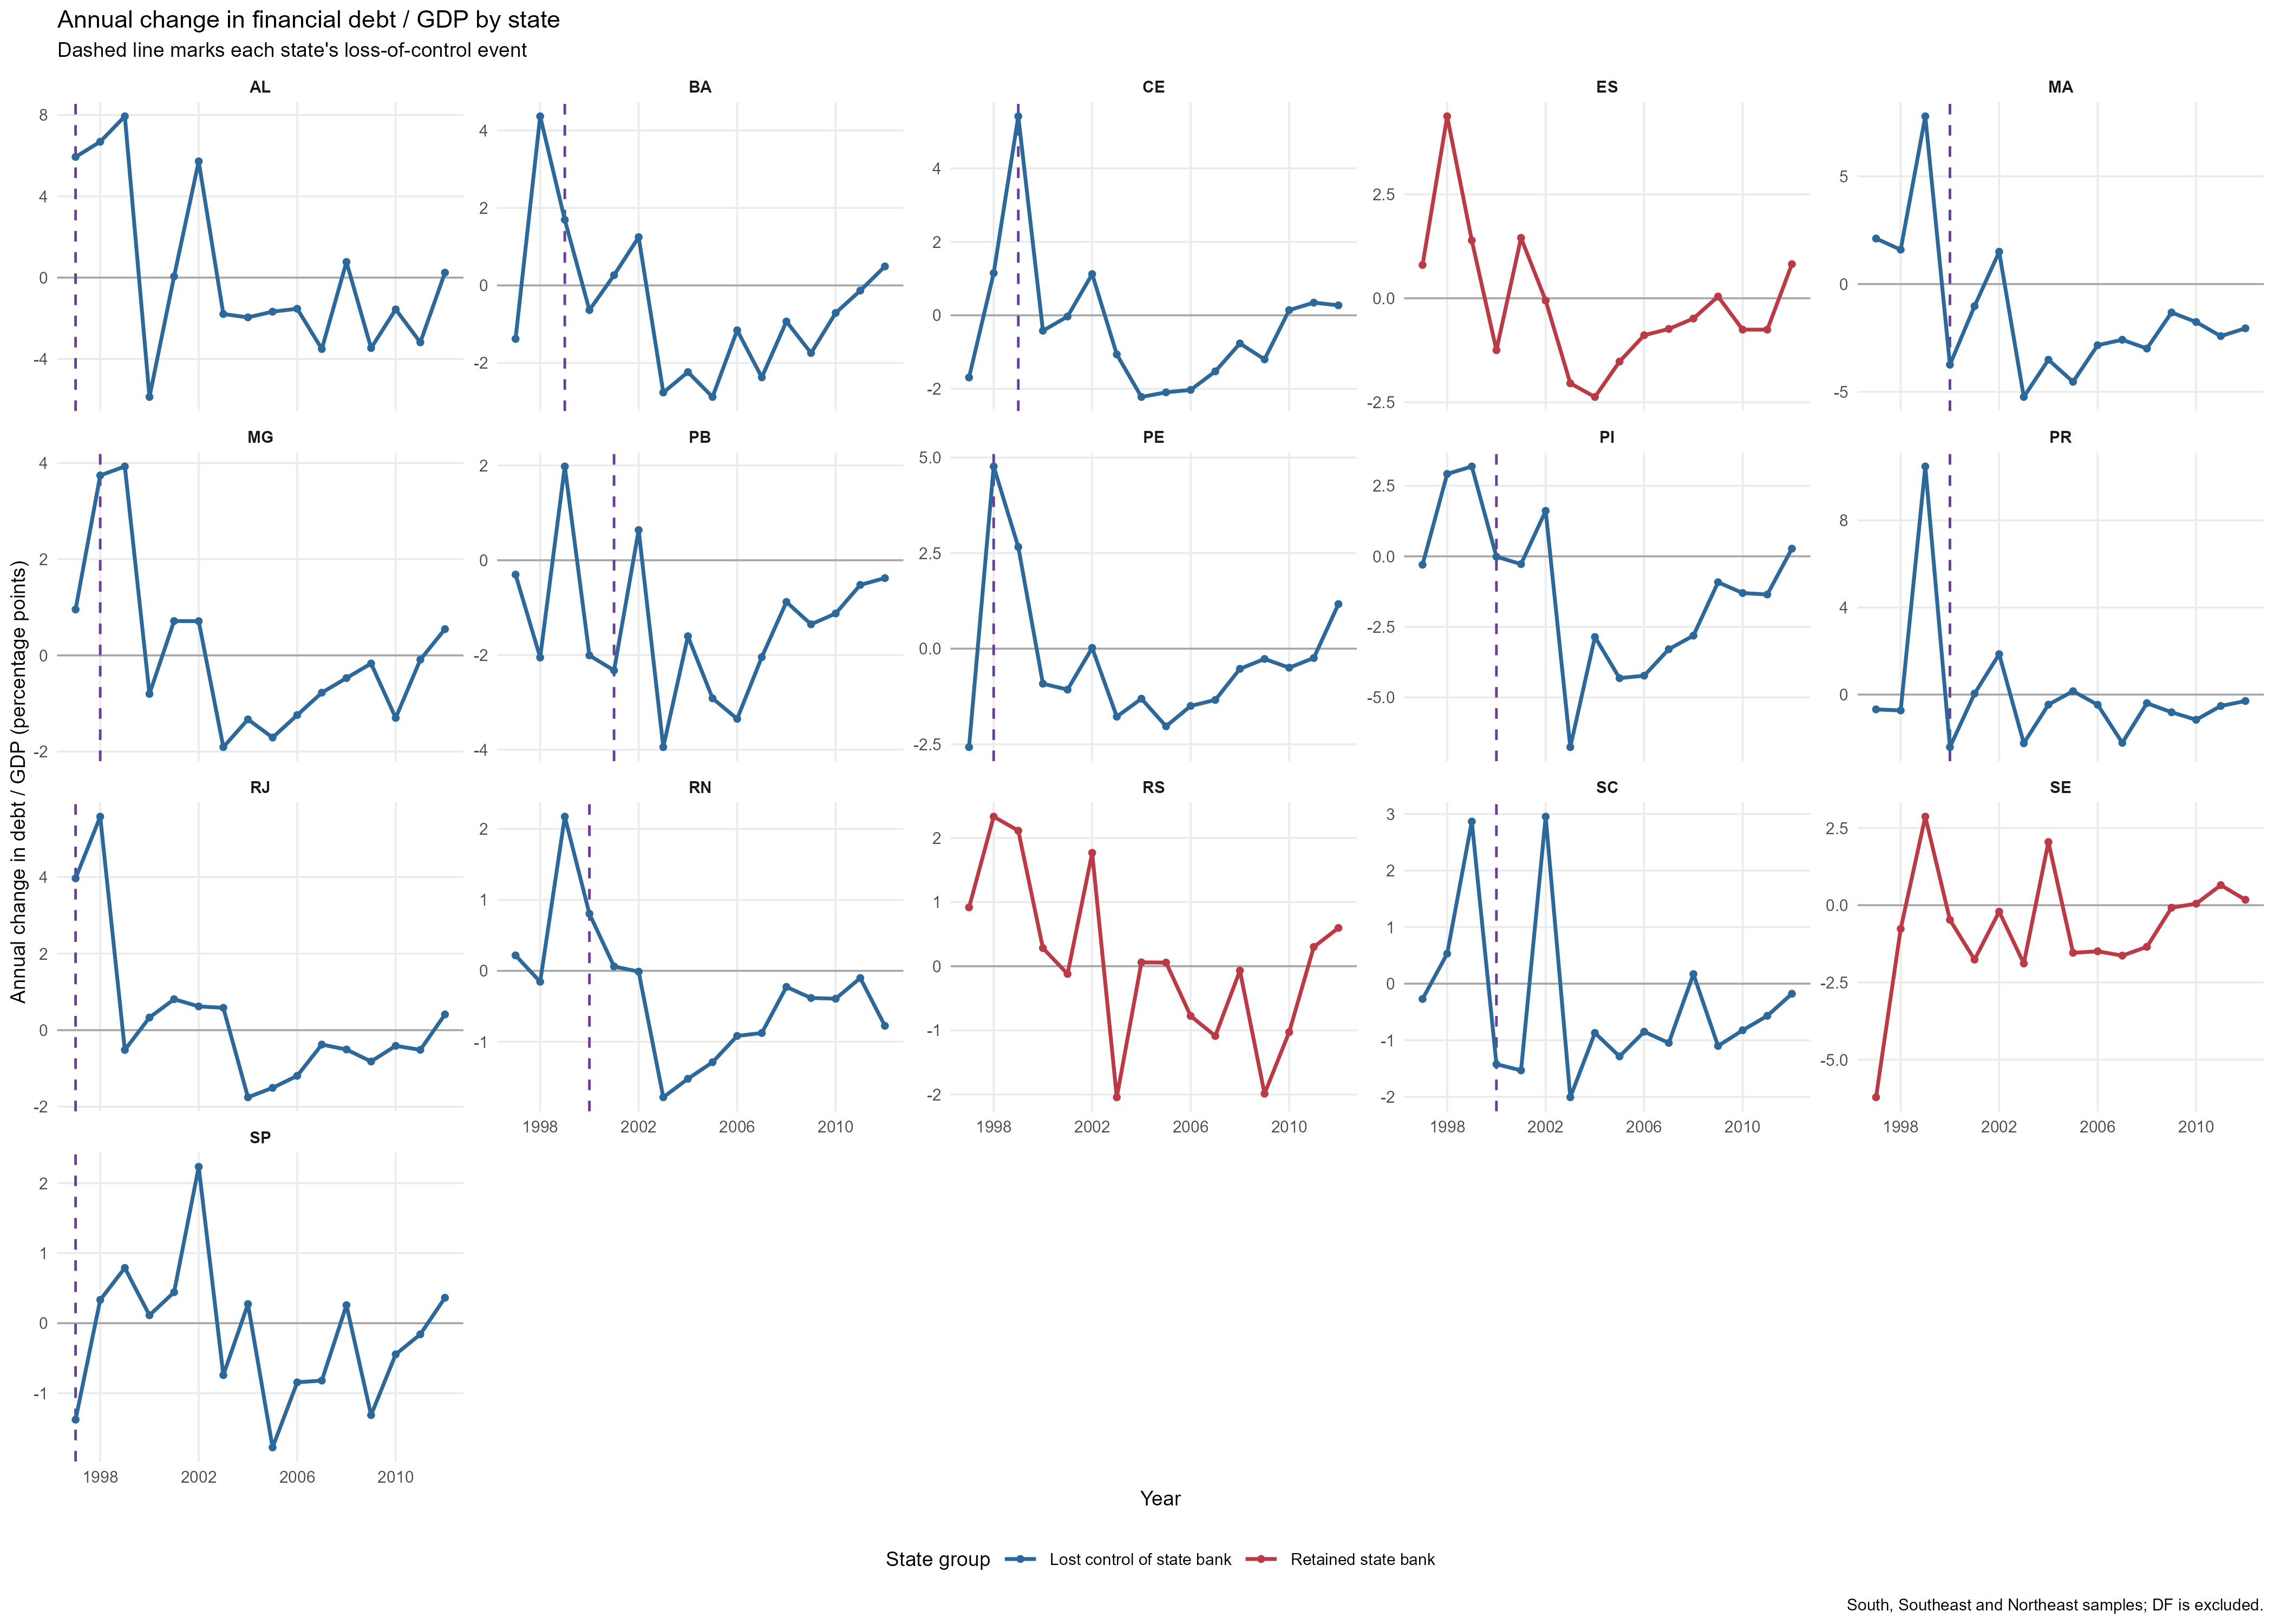 Annual change in financial debt / GDP by state
Dashed line marks each state's loss-of-control event
AL
BA
CE
ES
MA
8
4
0
-4
4
2
0
-2
4
2
0
-2
2.5
0.0
-2.5
5
0
-5
MG
PB
PE
PI
PR
4
2
0
-2
2
0
-2
-4
5.0
2.5
0.0
-2.5
2.5
0.0
-2.5
-5.0
8
4
0
RJ
RN
RS
SC
SE
4
2
0
-2
2
1
0
-1
2
1
0
-1
-2
3
2
1
0
-1
-2
2.5
0.0
-2.5
-5.0
1998 2002 2006 2010
1998 2002 2006 2010
1998 2002 2006 2010
1998 2002 2006 2010
SP
2
1
0
-1
1998 2002 2006 2010
Annual change in debt / GDP (percentage points)
Year
State group Lost control of state bank Retained state bank
South, Southeast and Northeast samples; DF is excluded.